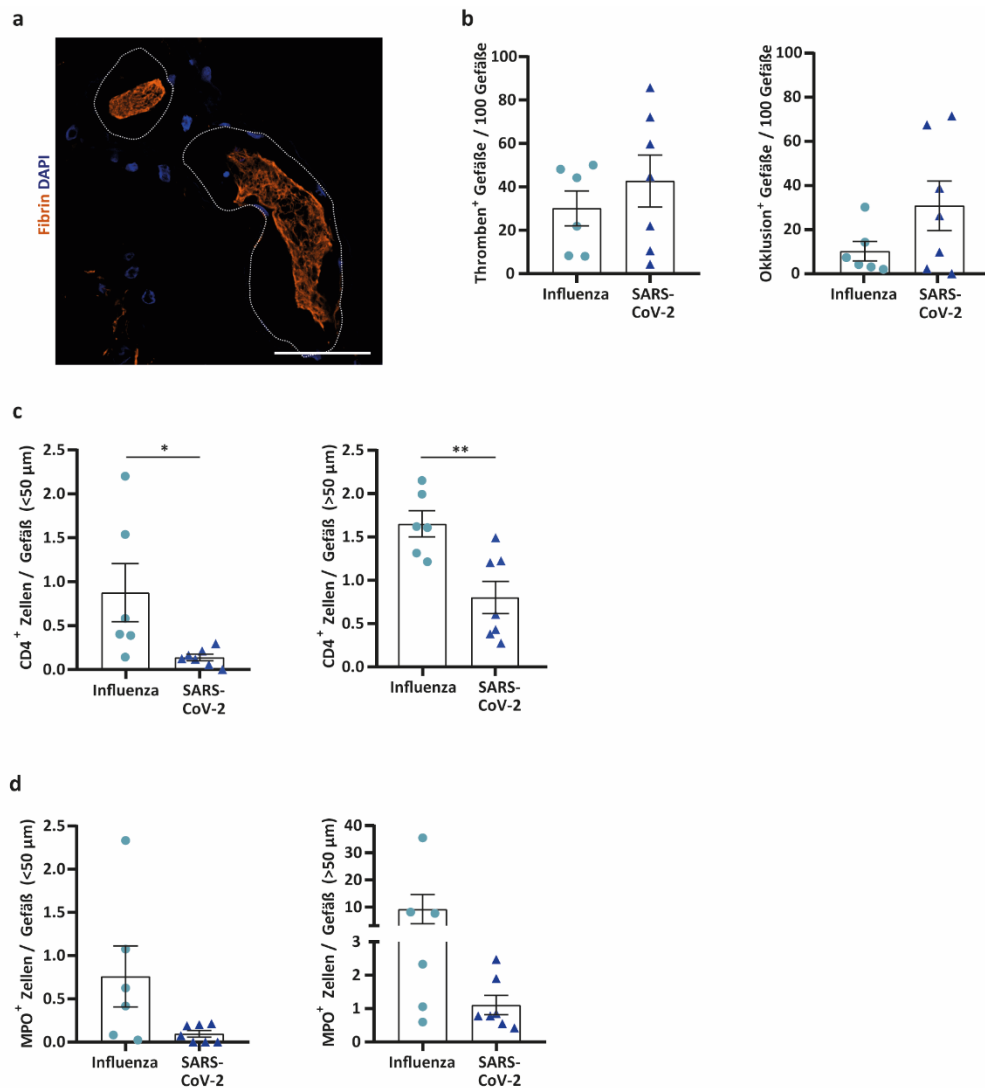 a
Fibrin DAPI
b
Thromben⁺ Gefäße / 100 Gefäße
100
80
60
40
20
0
Influenza
SARS-
CoV-2
Okklusion⁺ Gefäße / 100 Gefäße
100
80
60
40
20
0
Influenza
SARS-
CoV-2
c
CD4⁺ Zellen / Gefäß (<50 µm)
2.5
2.0
1.5
1.0
0.5
0.0
*
Influenza
SARS-
CoV-2
CD4⁺ Zellen / Gefäß (>50 µm)
2.5
2.0
1.5
1.0
0.5
0.0
**
Influenza
SARS-
CoV-2
d
MPO⁺ Zellen / Gefäß (<50 µm)
2.5
2.0
1.5
1.0
0.5
0.0
Influenza
SARS-
CoV-2
MPO⁺ Zellen / Gefäß (>50 µm)
40
30
20
10
3
2
1
0
Influenza
SARS-
CoV-2